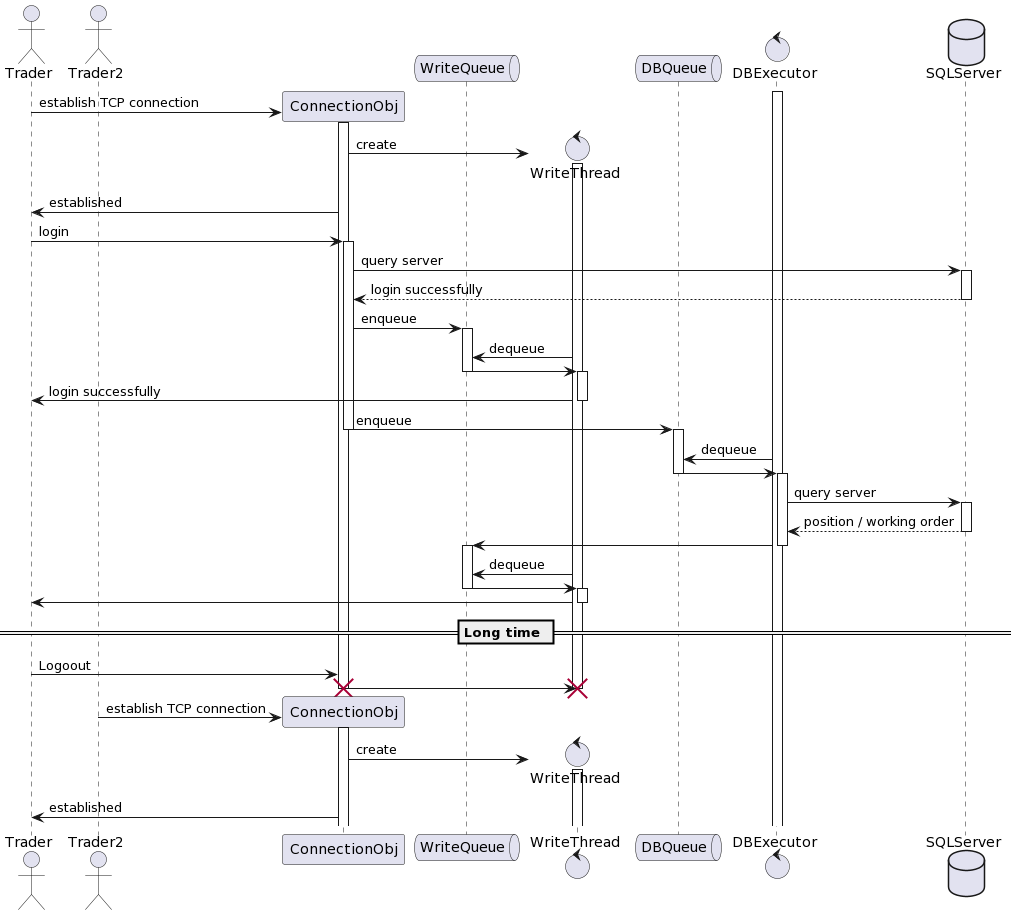 Trader
Trader2
WriteQueue
DBQueue
DBExecutor
SQLServer
establish TCP connection
ConnectionObj
create
WriteThread
established
login
query server
login successfully
enqueue
dequeue
login successfully
enqueue
dequeue
query server
position / working order
dequeue
Long time
Logoout
ConnectionObj
establish TCP connection
create
WriteThread
established
Trader
Trader2
ConnectionObj
WriteQueue
WriteThread
DBQueue
DBExecutor
SQLServer